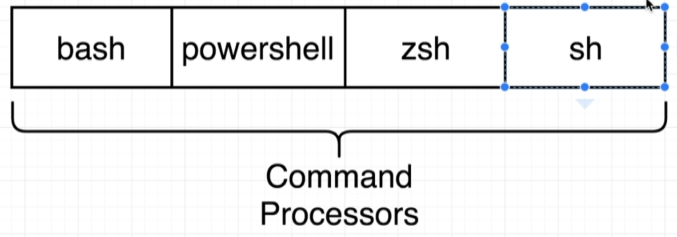 bash powershell zsh sh
Command
Processors